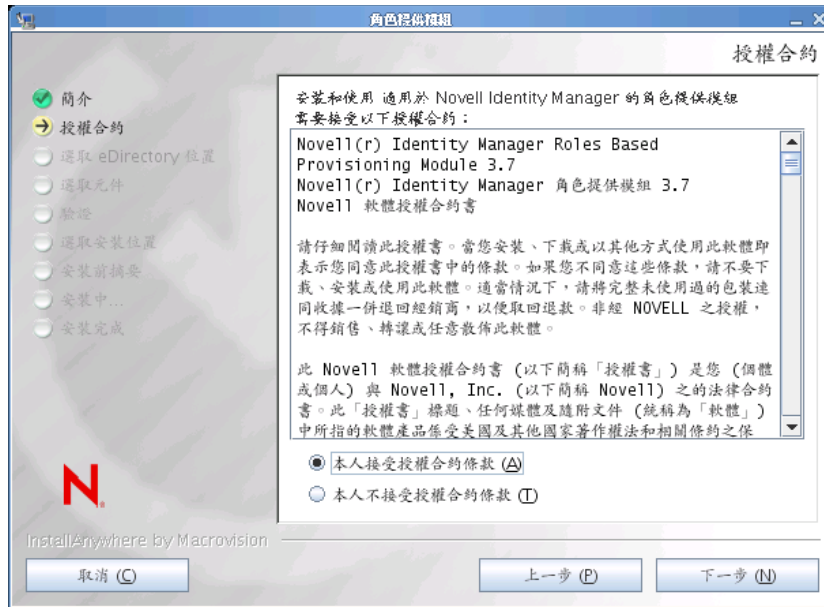 角色提供模組
授權合約
簡介
授權合約
選取 eDirectory 位置
選取元件
驗證
選取安裝位置
安裝前摘要
安裝中...
安裝完成
安裝和使用 適用於 Novell Identity Manager 的角色提供模組
需要接受以下授權合約：
Novell(r) Identity Manager Roles Based
Provisioning Module 3.7
Novell(r) Identity Manager 角色提供模組 3.7
Novell 軟體授權合約書
請仔細閱讀此授權書。當您安裝、下載或以其他方式使用此軟體即
表示您同意此授權書中的條款。如果您不同意這些條款，請不要下
載、安裝或使用此軟體。適當情況下，請將完整未使用過的包裝連
同收據一併退回經銷商，以便取回退款。非經 NOVELL 之授權，
不得銷售、轉讓或任意散佈此軟體。
此 Novell 軟體授權合約書 (以下簡稱「授權書」) 是您 (個體
或個人) 與 Novell, Inc. (以下簡稱 Novell) 之的法律合約
書。此「授權書」標題、任何媒體及隨附文件 (統稱為「軟體」)
中所指的軟體產品係受美國及其他國家著作權法和相關條約之保
本人接受授權合約條款 (A)
本人不接受授權合約條款 (T)
N
InstallAnywhere by Macrovision
取消 (C)
上一步 (P)
下一步 (N)